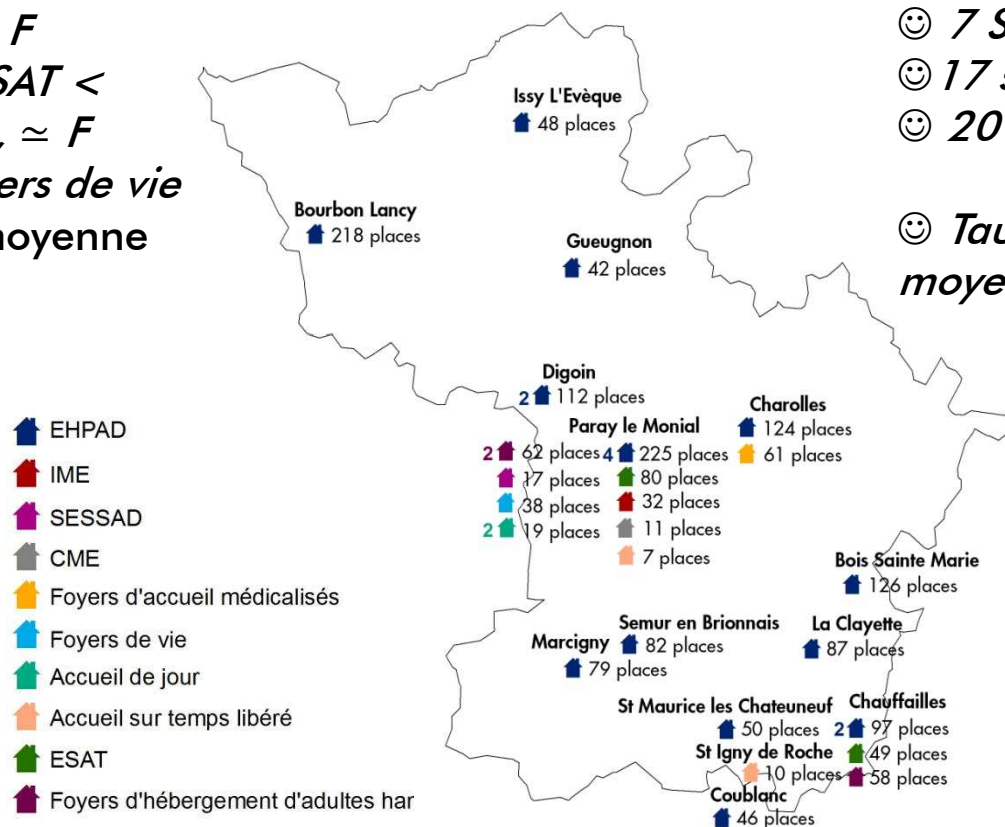 F
SAT <
, ≃ F
ers de vie
moyenne
☺ 7 S
☺ 17 s
☺ 20
☺ Tau
moye
Issy L'Evèque
48 places
Bourbon Lancy
218 places
Gueugnon
42 places
Digoin
2 112 places
Paray le Monial
2 62 places
17 places
38 places
2 19 places
4 225 places
80 places
32 places
11 places
7 places
Charolles
124 places
61 places
Bois Sainte Marie
126 places
Semur en Brionnais
82 places
La Clayette
87 places
Marcigny
79 places
St Maurice les Chateuneuf
50 places
Chauffailles
2 97 places
49 places
58 places
St Igny de Roche
10 places
Coublanc
46 places
EHPAD
IME
SESSAD
CME
Foyers d'accueil médicalisés
Foyers de vie
Accueil de jour
Accueil sur temps libéré
ESAT
Foyers d'hébergement d'adultes har